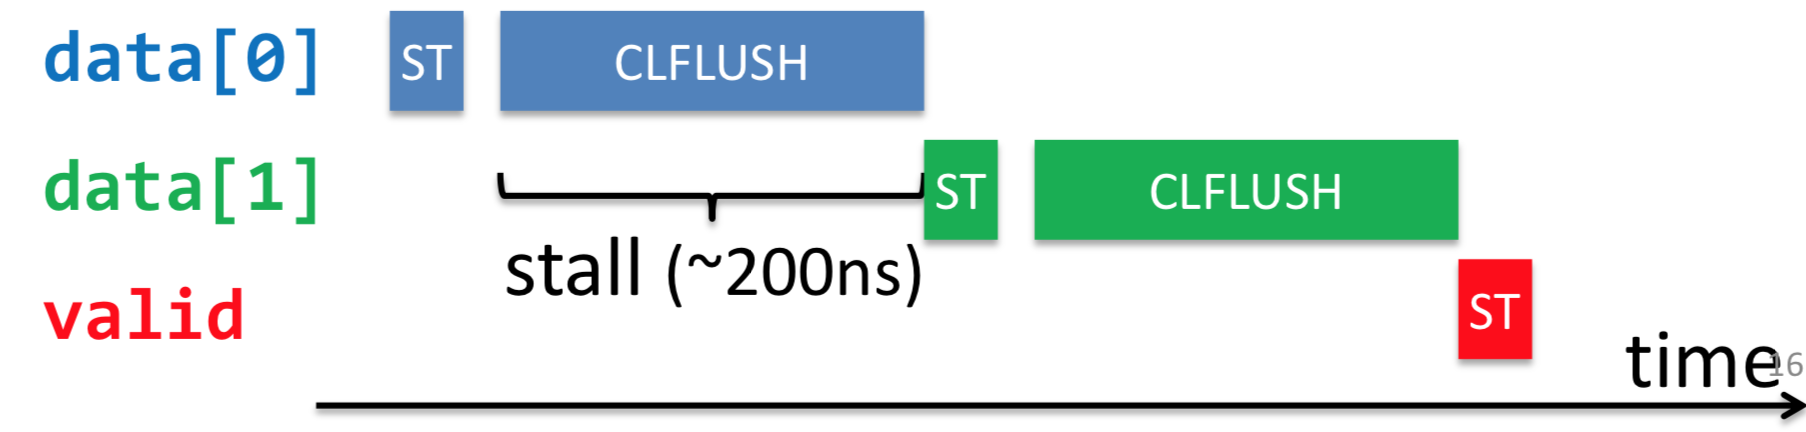 data[0] ST CLFLUSH
data[1] ST CLFLUSH
stall (~200ns)
valid ST
time
16